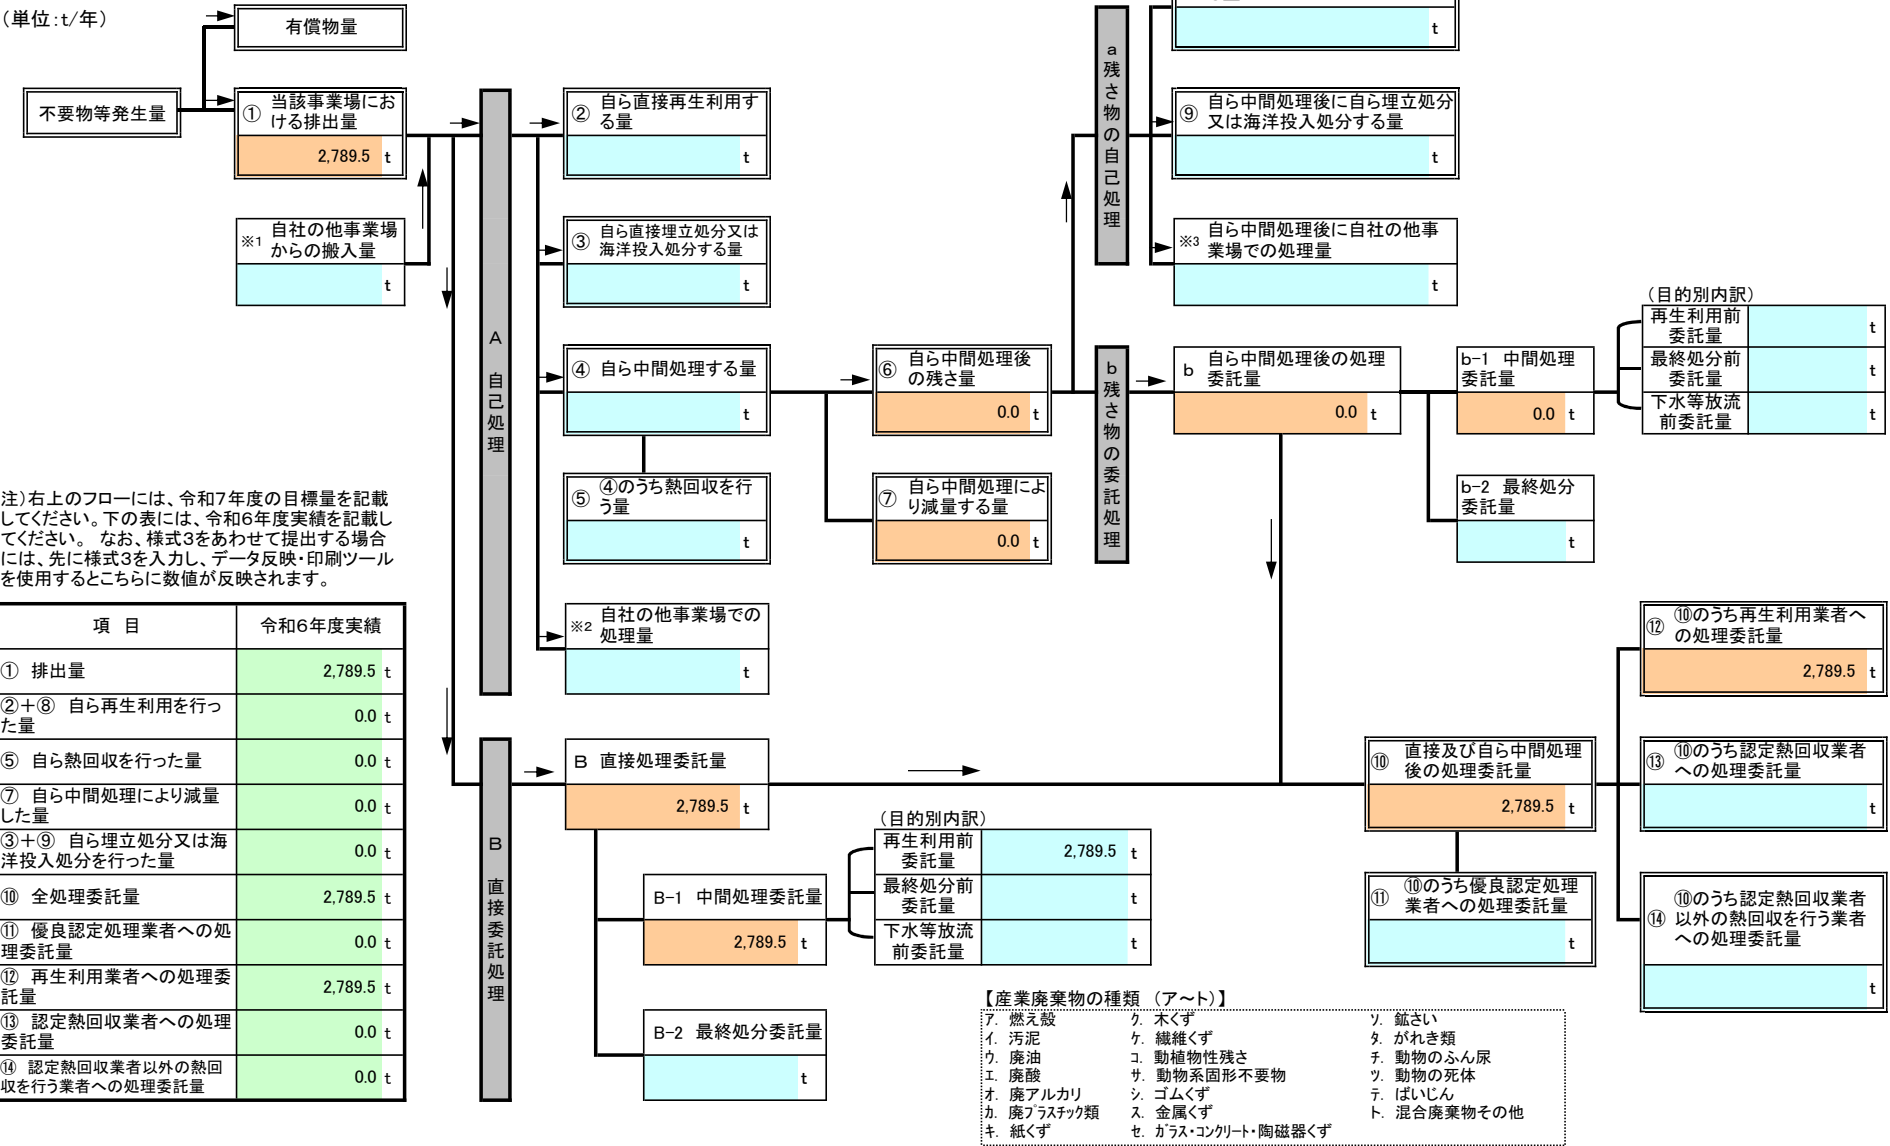 (単位:t/年)
有償物量
不要物等発生量
① 当該事業場にお
ける排出量
2,789.5 t
※1 自社の他事業場
からの搬入量
t
A 自己処理
② 自ら直接再生利用す
る量
t
③ 自ら直接埋立処分又は
海洋投入処分する量
t
④ 自ら中間処理する量
t
⑤ ④のうち熱回収を行
う量
t
※2 自社の他事業場での
処理量
t
⑥ 自ら中間処理後
の残さ量
0.0 t
⑦ 自ら中間処理によ
り減量する量
0.0 t
a 残さ物の自己処理
t
⑨ 自ら中間処理後に自ら埋立処分
又は海洋投入処分する量
t
※3 自ら中間処理後に自社の他事
業場での処理量
t
b 残さ物の委託処理
b 自ら中間処理後の処理
委託量
0.0 t
b-1 中間処理
委託量
0.0 t
(目的別内訳)
再生利用前
委託量
t
最終処分前
委託量
t
下水等放流
前委託量
t
b-2 最終処分
委託量
t
注)右上のフローには、令和7年度の目標量を記載
してください。下の表には、令和6年度実績を記載し
てください。 なお、様式3をあわせて提出する場合
には、先に様式3を入力し、データ反映・印刷ツール
を使用するとこちらに数値が反映されます。
項 目 令和6年度実績
① 排出量 2,789.5 t
②+⑧ 自ら再生利用を行っ
た量
0.0 t
⑤ 自ら熱回収を行った量 0.0 t
⑦ 自ら中間処理により減量
した量
0.0 t
③+⑨ 自ら埋立処分又は海
洋投入処分を行った量
0.0 t
⑩ 全処理委託量 2,789.5 t
⑪ 優良認定処理業者への処
理委託量
0.0 t
⑫ 再生利用業者への処理委
託量
2,789.5 t
⑬ 認定熱回収業者への処理
委託量
0.0 t
⑭ 認定熱回収業者以外の熱回
収を行う業者への処理委託量
0.0 t
B 直接委託処理
B 直接処理委託量
2,789.5 t
B-1 中間処理委託量
2,789.5 t
(目的別内訳)
再生利用前
委託量
2,789.5 t
最終処分前
委託量
t
下水等放流
前委託量
t
B-2 最終処分委託量
t
⑩ 直接及び自ら中間処理
後の処理委託量
2,789.5 t
⑪ ⑩のうち優良認定処理
業者への処理委託量
t
⑫ ⑩のうち再生利用業者へ
の処理委託量
2,789.5 t
⑬ ⑩のうち認定熱回収業者
への処理委託量
t
⑭ ⑩のうち認定熱回収業者
以外の熱回収を行う業者
への処理委託量
t
【産業廃棄物の種類 (ア~ト)】
ア. 燃え殻 ク. 木くず ソ. 鉱さい
イ. 汚泥 ケ. 繊維くず タ. がれき類
ウ. 廃油 コ. 動植物性残さ チ. 動物のふん尿
エ. 廃酸 サ. 動物系固形不要物 ツ. 動物の死体
オ. 廃アルカリ シ. ゴムくず テ. ばいじん
カ. 廃プラスチック類 ス. 金属くず ト. 混合廃棄物その他
キ. 紙くず セ. ガラス・コンクリート・陶磁器くず